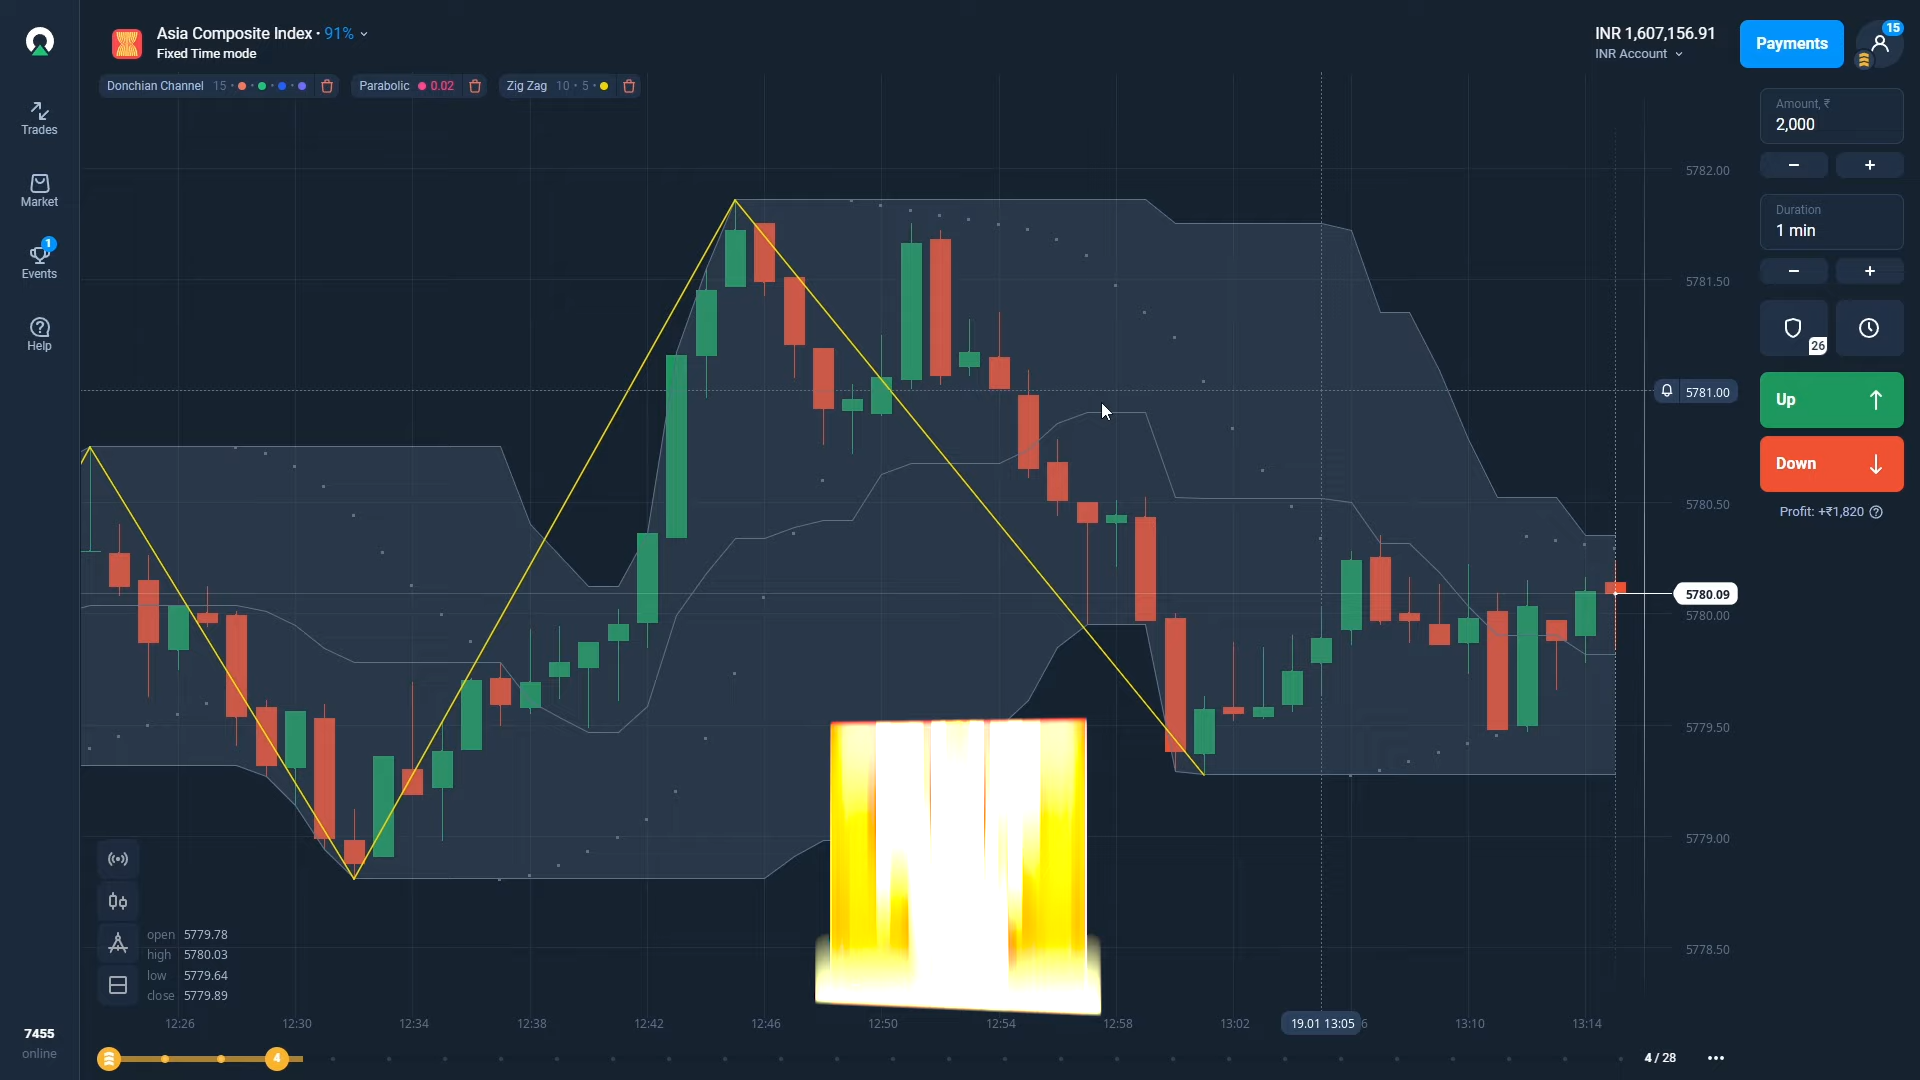 Asia Composite Index · 91%
Fixed Time mode
INR 1,607,156.91
INR Account
Payments
15
Donchian Channel 15
Parabolic 0.02
Zig Zag 10 · 5
Trades
Market
1
Events
Help
Amount, ₹
2,000
− +
Duration
1 min
− +
26
Up
Down
Profit: +₹1,820
5782.00
5781.50
5781.00
5780.50
5780.09
5780.00
5779.50
5779.00
5778.50
open 5779.78
high 5780.03
low 5779.64
close 5779.89
12:26 12:30 12:34 12:38 12:42 12:46 12:50 12:54 12:58 13:02 19.01 13:05 6 13:10 13:14
7455
online
4
4 / 28